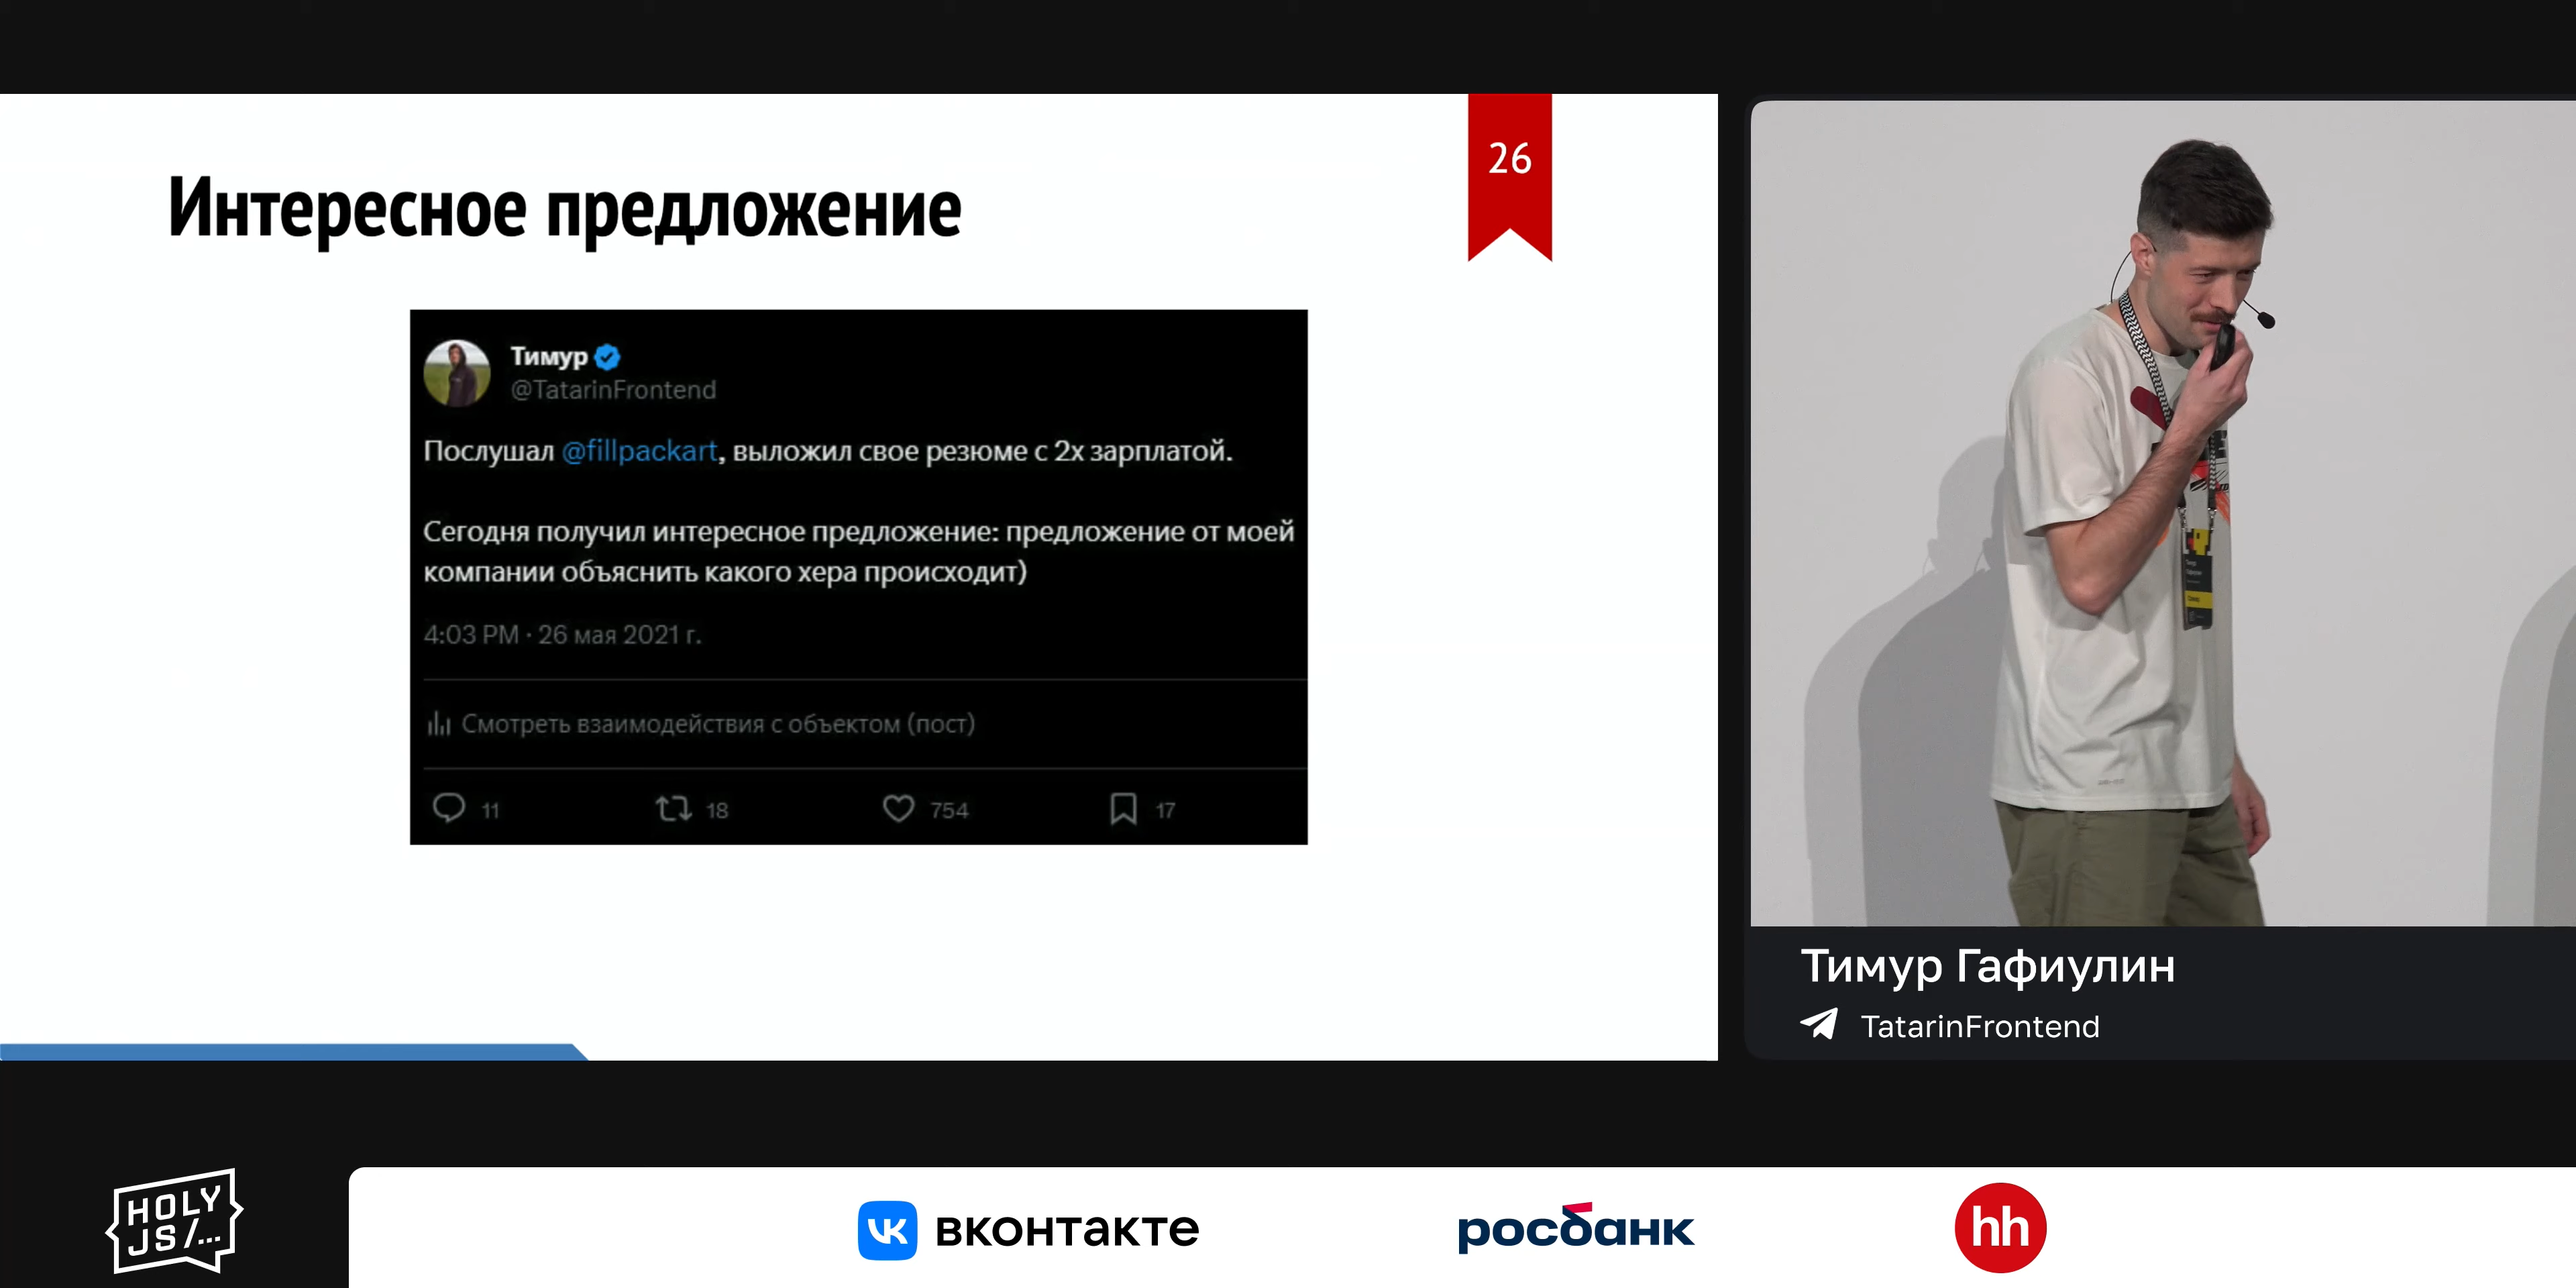 Интересное предложение
26
Тимур
@TatarinFrontend
Послушал @fillpackart, выложил свое резюме с 2х зарплатой.
Сегодня получил интересное предложение: предложение от моей
компании объяснить какого хера происходит)
4:03 PM · 26 мая 2021 г.
Смотреть взаимодействия с объектом (пост)
11 18 754 17
Тимур Гафиулин
TatarinFrontend
HOLY
JS/...
вконтакте
росбанк
hh